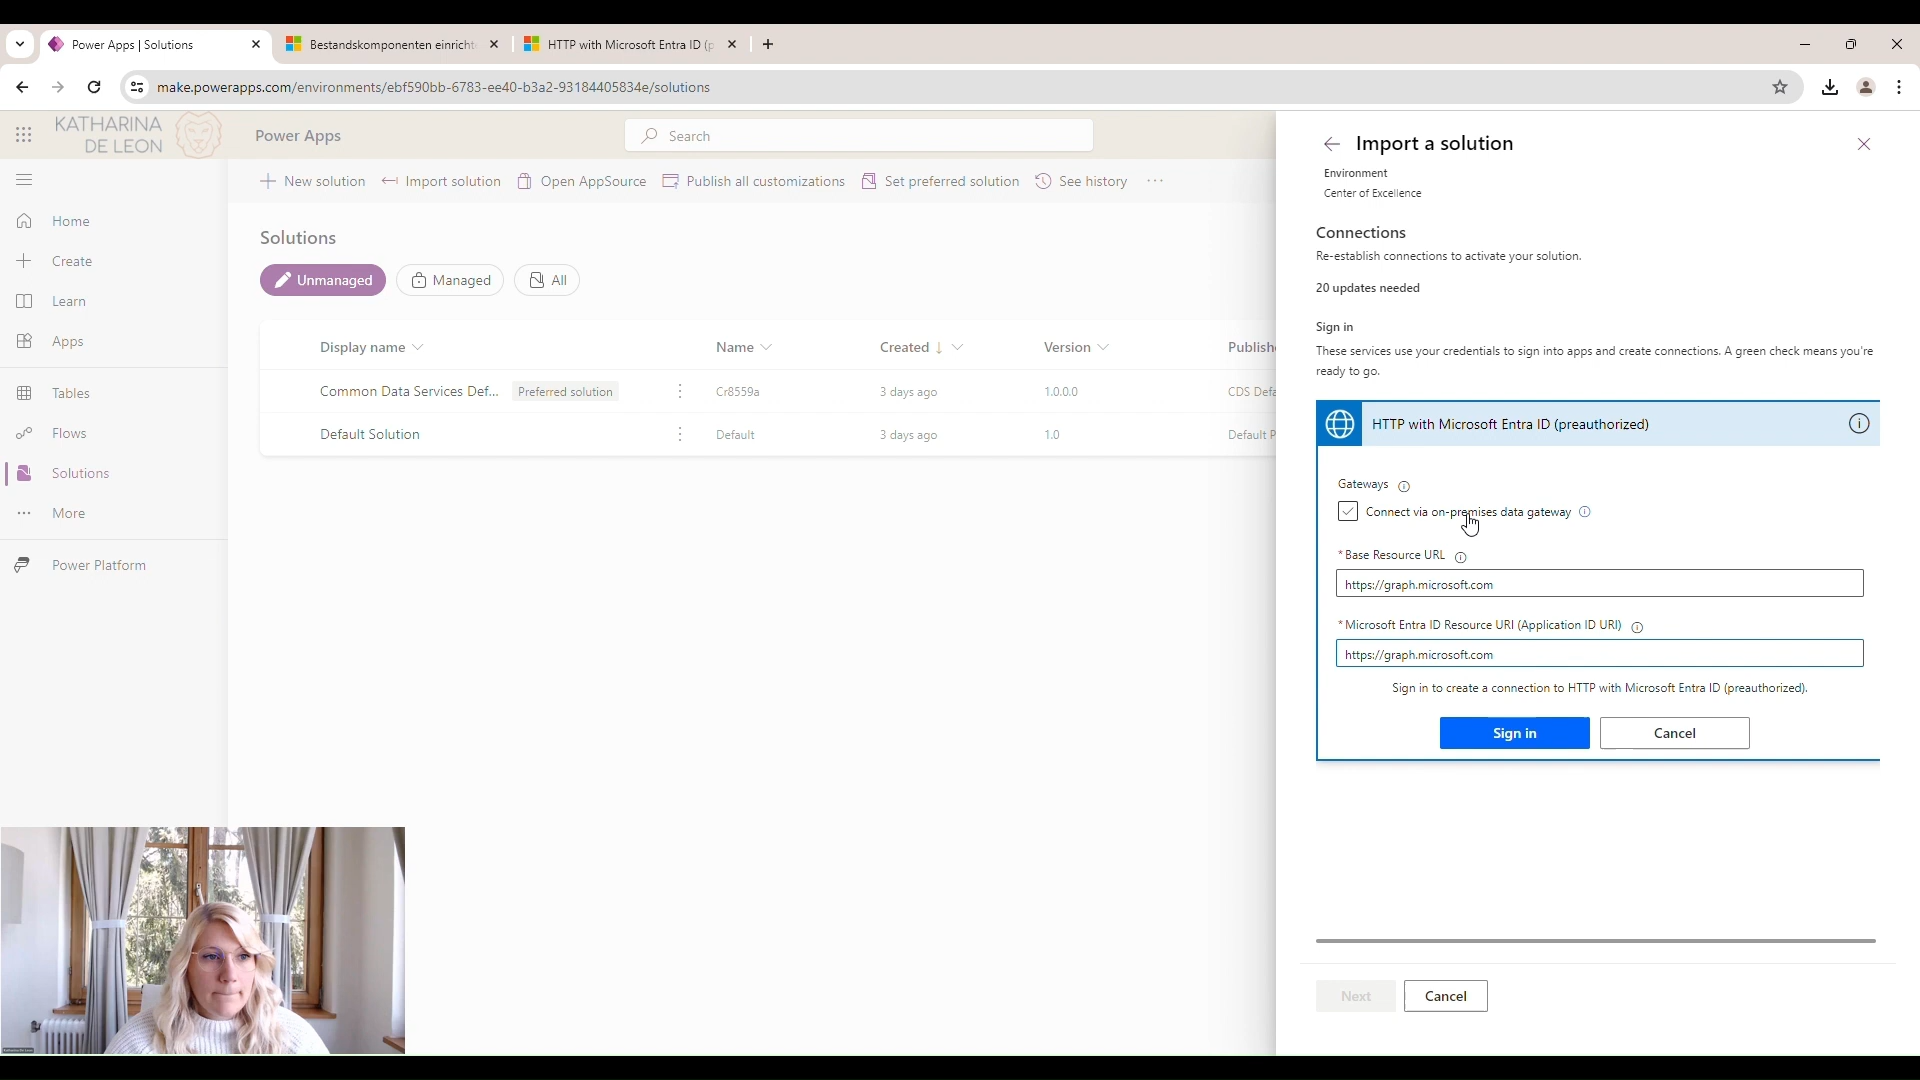 Power Apps | Solutions
Bestandskomponenten einricht
HTTP with Microsoft Entra ID (p
make.powerapps.com/environments/ebf590bb-6783-ee40-b3a2-93184405834e/solutions
KATHARINA
DE LEON
Power Apps
Search
New solution
Import solution
Open AppSource
Publish all customizations
Set preferred solution
See history
Home
Create
Learn
Apps
Tables
Flows
Solutions
More
Power Platform
Solutions
Unmanaged
Managed
All
Display name
Name
Created
Version
Publishe
Common Data Services Def...
Preferred solution
Cr8559a
3 days ago
1.0.0.0
CDS Defa
Default Solution
Default
3 days ago
1.0
Default P
Import a solution
Environment
Center of Excellence
Connections
Re-establish connections to activate your solution.
20 updates needed
Sign in
These services use your credentials to sign into apps and create connections. A green check means you're
ready to go.
HTTP with Microsoft Entra ID (preauthorized)
Gateways
Connect via on-premises data gateway
* Base Resource URL
https://graph.microsoft.com
* Microsoft Entra ID Resource URI (Application ID URI)
https://graph.microsoft.com
Sign in to create a connection to HTTP with Microsoft Entra ID (preauthorized).
Sign in
Cancel
Next
Cancel